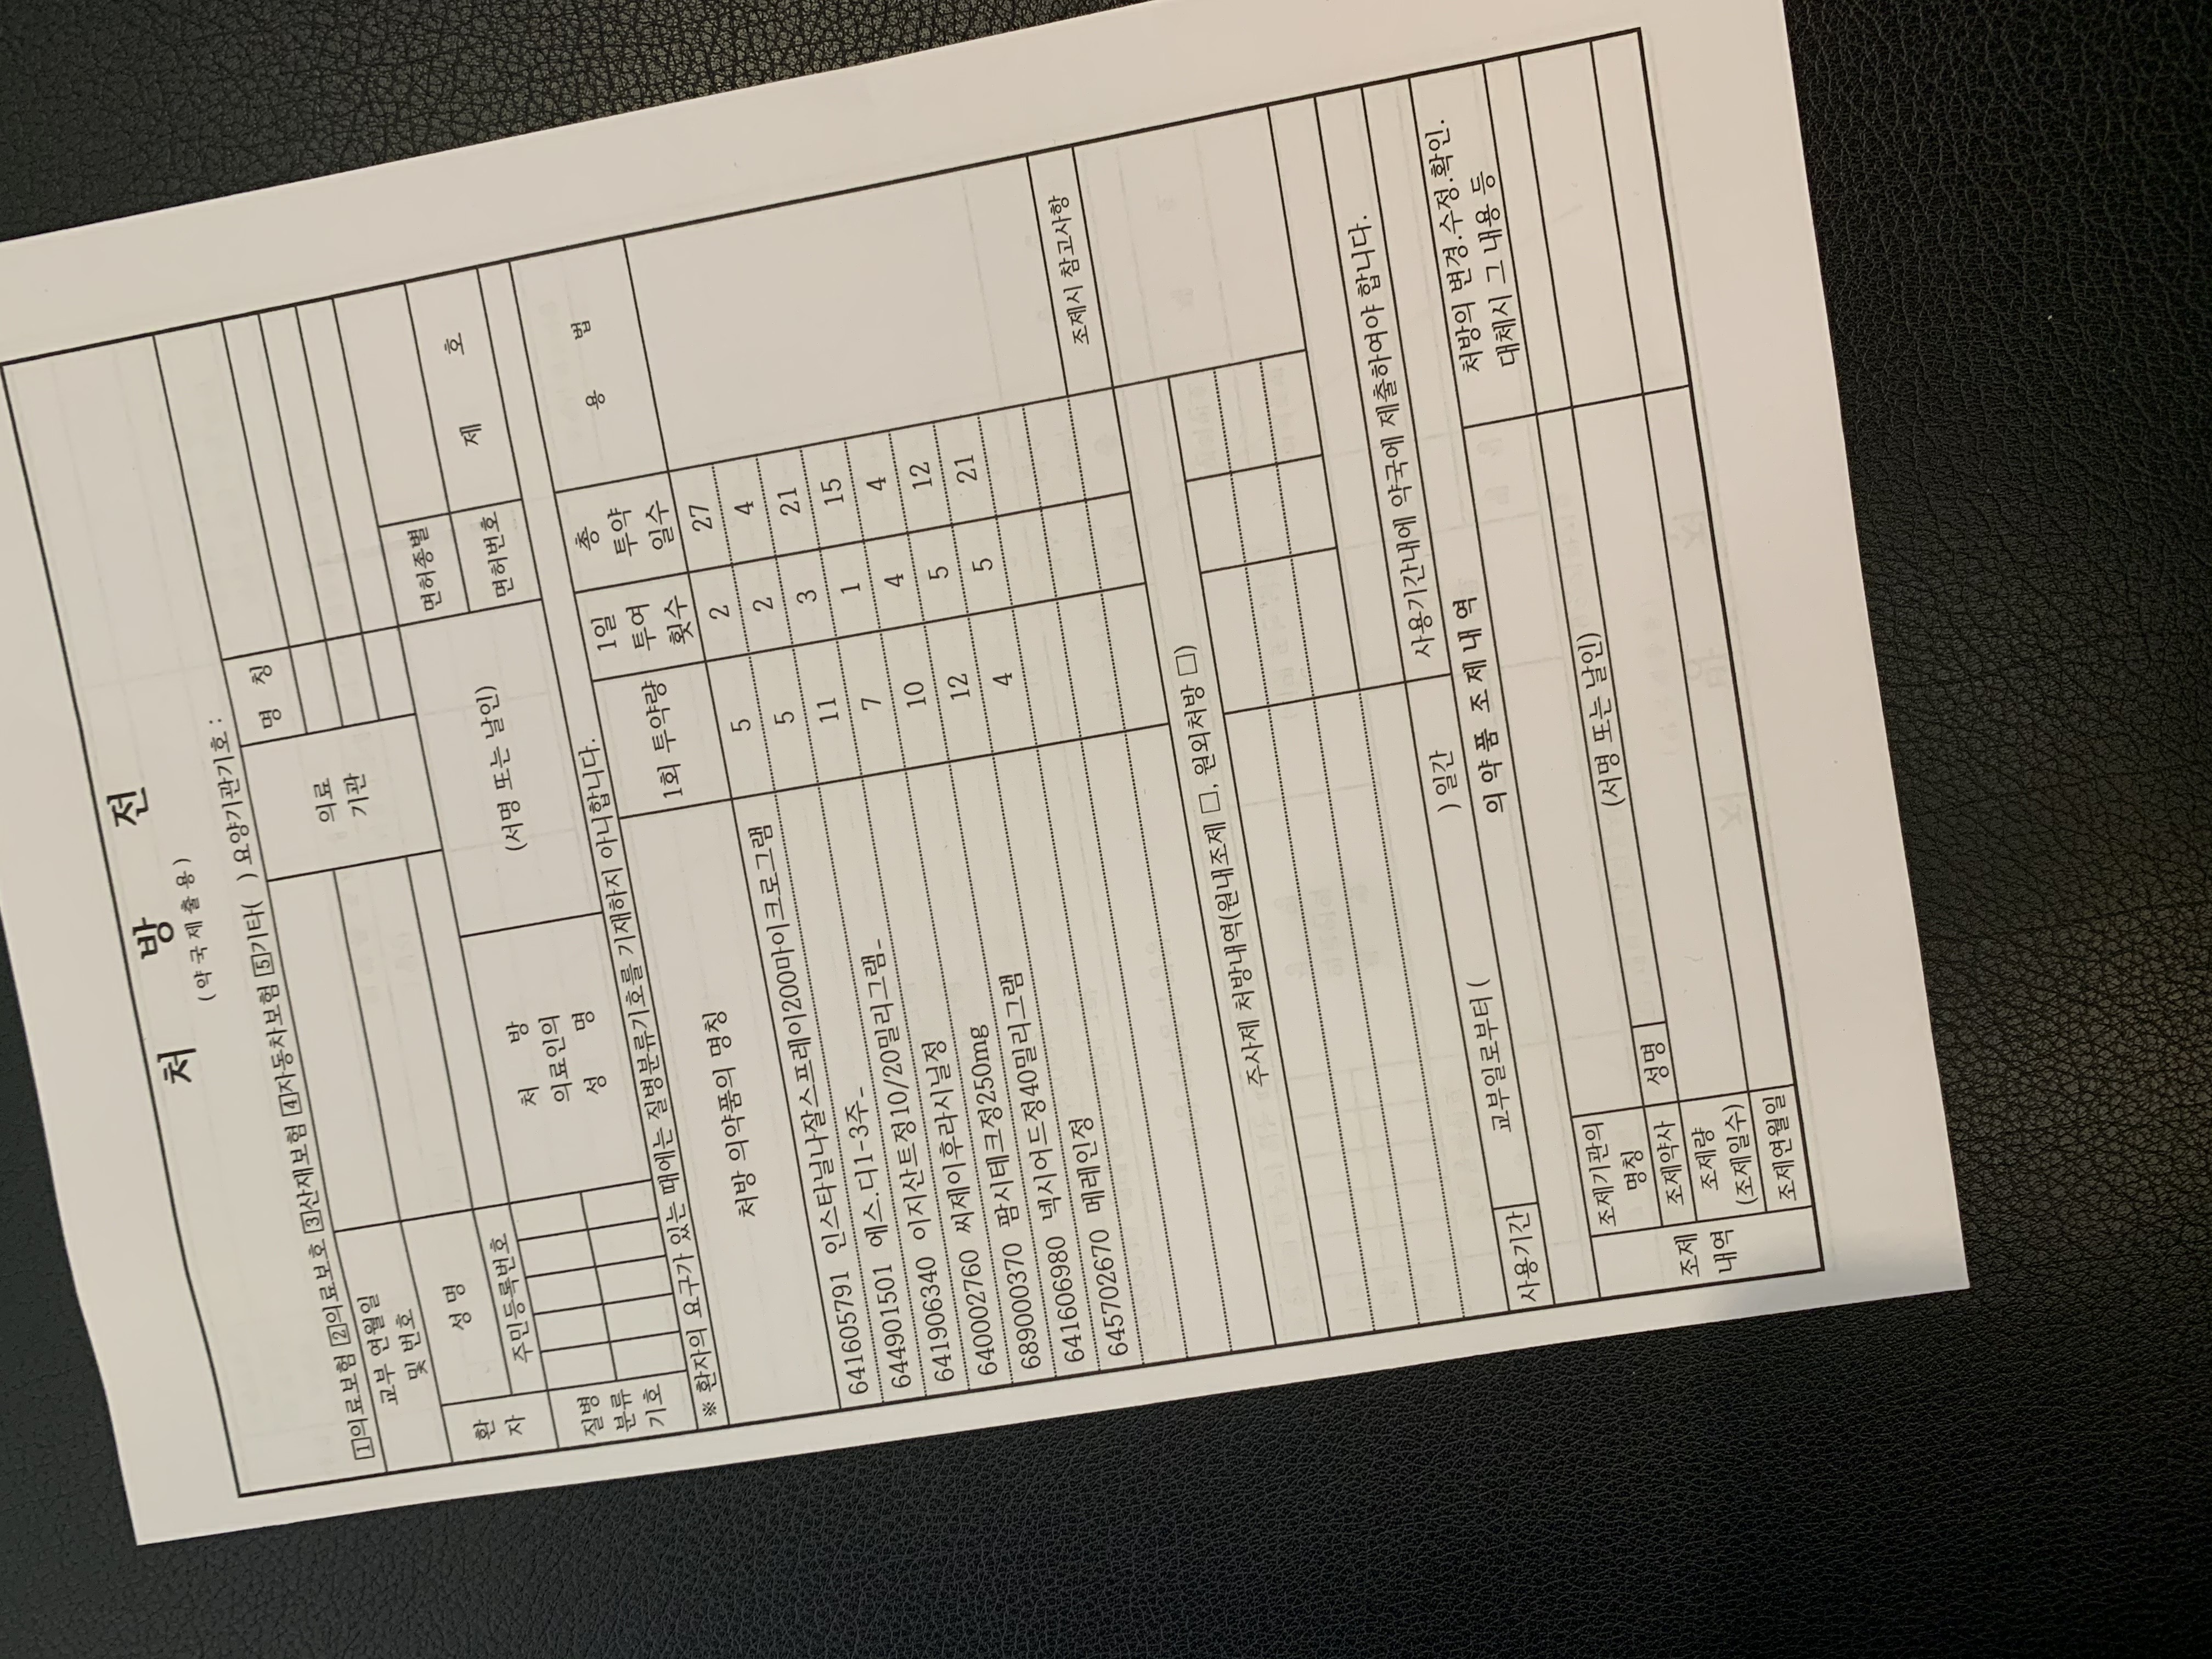 처 방 전
(약국제출용)
1의료보험 2의료보호 3산재보험 4자동차보험 5기타( ) 요양기관기호 :
교부 연월일
및 번호
의료
기관
명 칭
환
자
성 명
주민등록번호
질병
분류
기호
처 방
의료인의
성 명
(서명 또는 날인)
면허종별
면허번호
제 호
※ 환자의 요구가 있는 때에는 질병분류기호를 기재하지 아니합니다.
처방 의약품의 명칭
1회 투약량
1일
투여
횟수
총
투약
일수
용 법
641605791 인스타닐나잘스프레이200마이크로그램 5 2 27
644901501 에스.디1-3주_ 5 2 4
641906340 이지산트정10/20밀리그램_ 11 3 21
640002760 씨제이후라시닐정 7 1 15
689000370 팜시테크정250mg 10 4 4
641606980 넥시어드정40밀리그램 12 5 12
645702670 메레인정 4 5 21
조제시 참고사항
주사제 처방내역(원내조제 □, 원외처방 □)
사용기간 교부일로부터 ( ) 일간 사용기간내에 약국에 제출하여야 합니다.
의약품 조제내역
처방의 변경.수정.확인.
대체시 그 내용 등
조제
내역
조제기관의
명칭
조제약사 성명 (서명 또는 날인)
조제량
(조제일수)
조제연월일